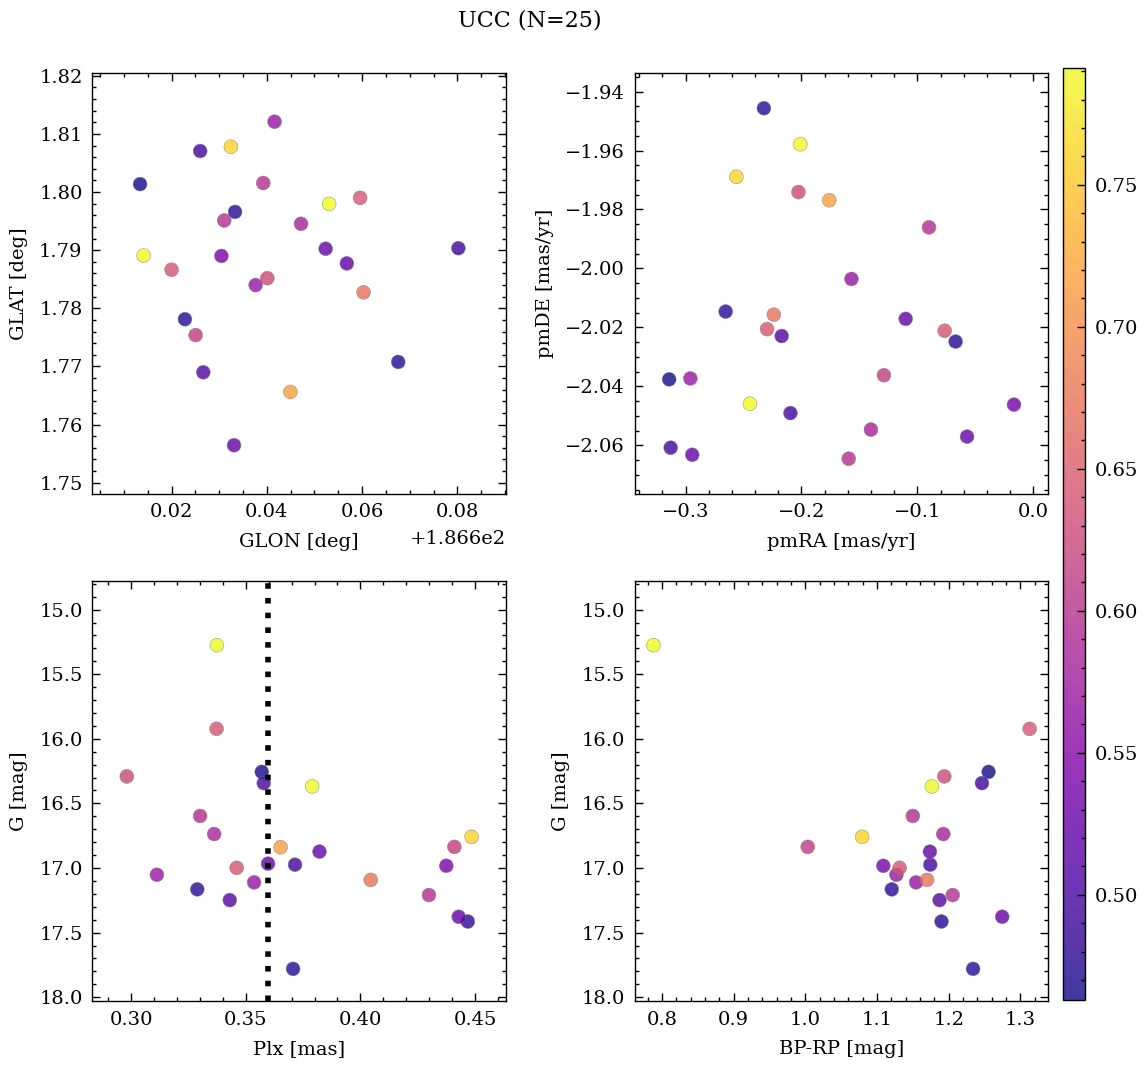 UCC (N=25)
1.82
1.81
1.80
1.79
1.78
1.77
1.76
1.75
GLAT [deg]
0.02 0.04 0.06 0.08
GLON [deg]
+1.866e2
−1.94
−1.96
−1.98
−2.00
−2.02
−2.04
−2.06
pmDE [mas/yr]
−0.3 −0.2 −0.1 0.0
pmRA [mas/yr]
15.0
15.5
16.0
16.5
17.0
17.5
18.0
G [mag]
0.30 0.35 0.40 0.45
Plx [mas]
15.0
15.5
16.0
16.5
17.0
17.5
18.0
G [mag]
0.8 0.9 1.0 1.1 1.2 1.3
BP-RP [mag]
0.75
0.70
0.65
0.60
0.55
0.50